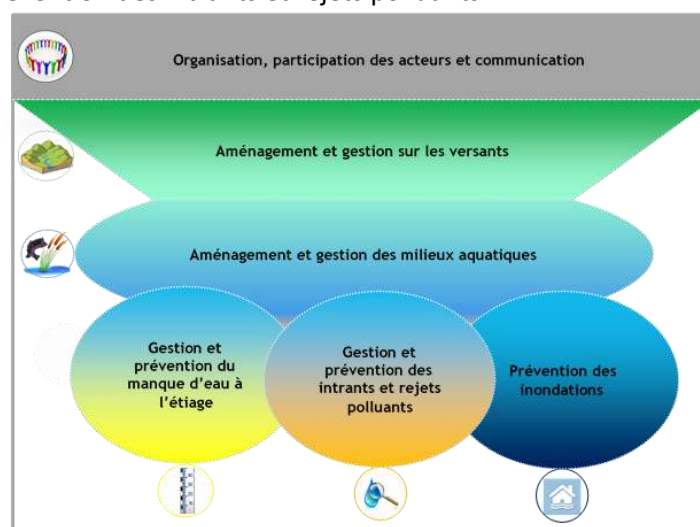 Organisation, participation des acteurs et communication
Aménagement et gestion sur les versants
Aménagement et gestion des milieux aquatiques
Gestion et
prévention du
manque d'eau à
l'étiage
Gestion et
prévention des
intrants et rejets
polluants
Prévention des
inondations